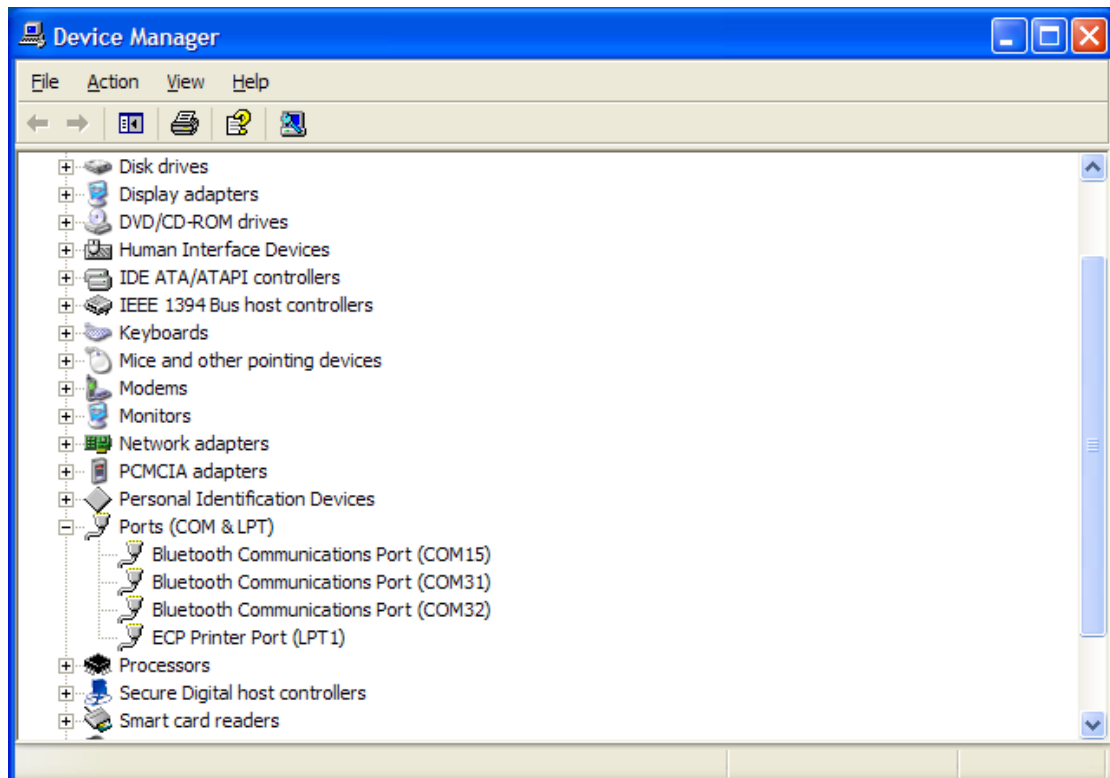 Device Manager
File Action View Help
Disk drives
Display adapters
DVD/CD-ROM drives
Human Interface Devices
IDE ATA/ATAPI controllers
IEEE 1394 Bus host controllers
Keyboards
Mice and other pointing devices
Modems
Monitors
Network adapters
PCMCIA adapters
Personal Identification Devices
Ports (COM & LPT)
Bluetooth Communications Port (COM15)
Bluetooth Communications Port (COM31)
Bluetooth Communications Port (COM32)
ECP Printer Port (LPT1)
Processors
Secure Digital host controllers
Smart card readers